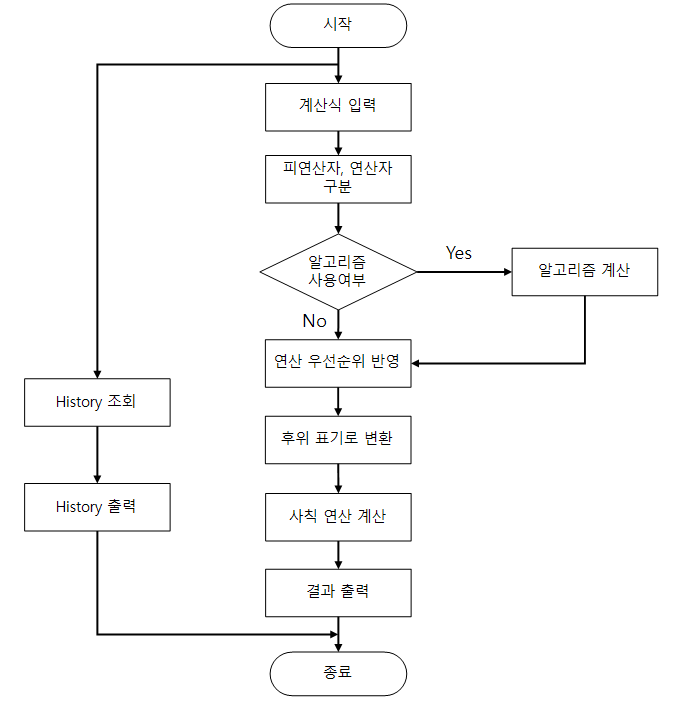 시작
계산식 입력
피연산자, 연산자
구분
알고리즘
사용여부
Yes
알고리즘 계산
No
연산 우선순위 반영
History 조회
후위 표기로 변환
History 출력
사칙 연산 계산
결과 출력
종료